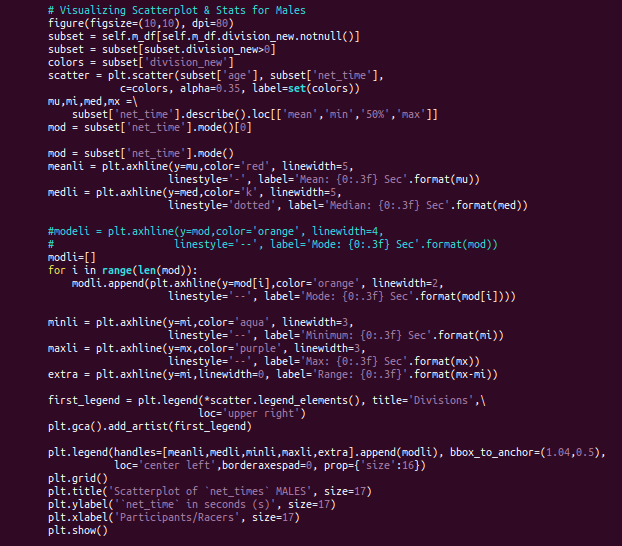 # Visualizing Scatterplot & Stats for Males
figure(figsize=(10,10), dpi=80)
subset = self.m_df[self.m_df.division_new.notnull()]
subset = subset[subset.division_new>0]
colors = subset['division_new']
scatter = plt.scatter(subset['age'], subset['net_time'],
            c=colors, alpha=0.35, label=set(colors))
mu,mi,med,mx =\
    subset['net_time'].describe().loc[['mean','min','50%','max']]
mod = subset['net_time'].mode()[0]

mod = subset['net_time'].mode()
meanli = plt.axhline(y=mu,color='red', linewidth=5,
                    linestyle='-', label='Mean: {0:.3f} Sec'.format(mu))
medli = plt.axhline(y=med,color='k', linewidth=5,
                    linestyle='dotted', label='Median: {0:.3f} Sec'.format(med))

#modeli = plt.axhline(y=mod,color='orange', linewidth=4,
#                    linestyle='--', label='Mode: {0:.3f} Sec'.format(mod))
modli=[]
for i in range(len(mod)):
    modli.append(plt.axhline(y=mod[i],color='orange', linewidth=2,
                    linestyle='--', label='Mode: {0:.3f} Sec'.format(mod[i])))

minli = plt.axhline(y=mi,color='aqua', linewidth=3,
                    linestyle='--', label='Minimum: {0:.3f} Sec'.format(mi))
maxli = plt.axhline(y=mx,color='purple', linewidth=3,
                    linestyle='--', label='Max: {0:.3f} Sec'.format(mx))
extra = plt.axhline(y=mi,linewidth=0, label='Range: {0:.3f}'.format(mx-mi))

first_legend = plt.legend(*scatter.legend_elements(), title='Divisions',\
                         loc='upper right')
plt.gca().add_artist(first_legend)

plt.legend(handles=[meanli,medli,minli,maxli,extra].append(modli), bbox_to_anchor=(1.04,0.5),
           loc='center left',borderaxespad=0, prop={'size':16})
plt.grid()
plt.title('Scatterplot of `net_times` MALES', size=17)
plt.ylabel('`net_time` in seconds (s)', size=17)
plt.xlabel('Participants/Racers', size=17)
plt.show()